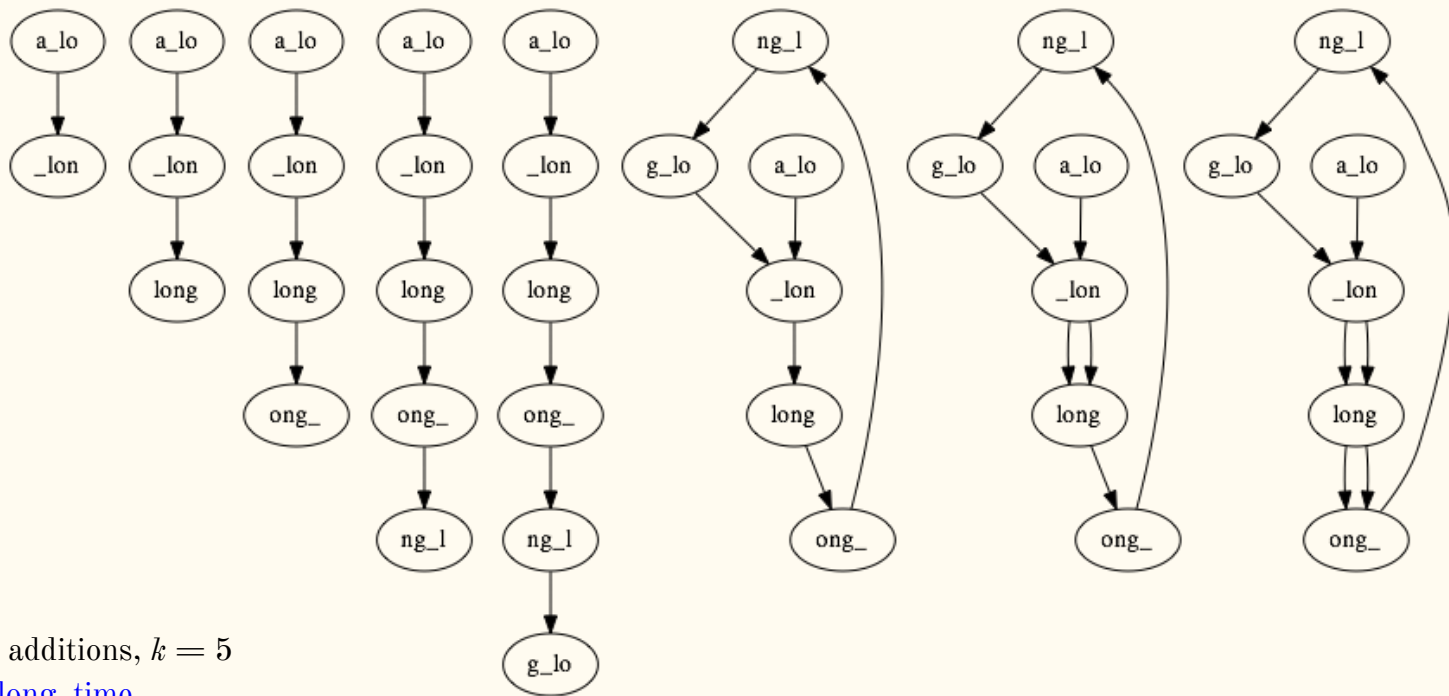 a_lo a_lo a_lo a_lo a_lo ng_l ng_l ng_l
_lon _lon _lon _lon _lon g_lo a_lo g_lo a_lo g_lo a_lo
long long long long _lon _lon _lon
ong_ ong_ ong_ long long long
ng_l ng_l ong_ ong_ ong_
additions, k = 5
g_lo
long_time